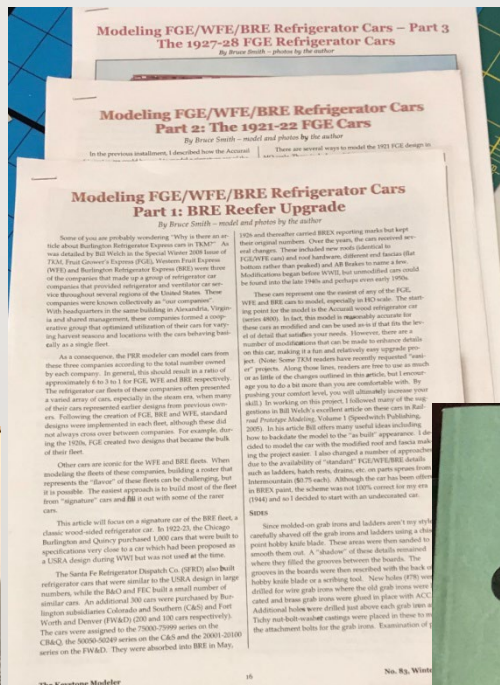 Modeling FGE/WFE/BRE Refrigerator Cars – Part 3
The 1927-28 FGE Refrigerator Cars
By Bruce Smith – photos by the author
Modeling FGE/WFE/BRE Refrigerator Cars
Part 2: The 1921-22 FGE Cars
By Bruce Smith – model and photos by the author
In the previous installment, I described how the Accurail
There are several ways to model the 1921 FGE design in
Modeling FGE/WFE/BRE Refrigerator Cars
Part 1: BRE Reefer Upgrade
By Bruce Smith – model and photos by the author
Some of you are probably wondering "Why is there an ar-
ticle about Burlington Refrigerator Express cars in TKM?" As
was detailed by Bill Welch in the Special Winter 2008 Issue of
TKM, Fruit Grower's Express (FGE), Western Fruit Express
(WFE) and Burlington Refrigerator Express (BRE) were three
of the companies that made up a group of refrigerator car
companies that provided refrigerator and ventilator car ser-
vice throughout several regions of the United States. These
companies were known collectively as "our companies".
With headquarters in the same building in Alexandria, Virgin-
ia and shared management, these companies formed a coop-
erative group that optimized utilization of their cars for vary-
ing harvest seasons and locations with the cars behaving basi-
cally as a single fleet.
As a consequence, the PRR modeler can model cars from
these three companies according to the total number owned
by each company. In general, this should result in a ratio of
approximately 6 to 3 to 1 for FGE, WFE and BRE respectively.
The refrigerator car fleets of these companies often presented
a varied array of cars, especially in the steam era, when many
of their cars represented earlier designs from previous own-
ers. Following the creation of FGE, BRE and WFE, standard
designs were implemented in each fleet, although these did
not always cross over between companies. For example, dur-
ing the 1920s, FGE created two designs that became the bulk
of their fleet.
Other cars are iconic for the WFE and BRE fleets. When
modeling the fleets of these companies, building a roster that
represents the "flavor" of these fleets can be challenging, but
it is possible. The easiest approach is to build most of the fleet
from "signature" cars and fill it out with some of the rarer
cars.
This article will focus on a signature car of the BRE fleet, a
classic wood-sided refrigerator car. In 1922-23, the Chicago
Burlington and Quincy purchased 1,000 cars that were built to
specifications very close to a car which had been proposed as
a USRA design during WWI but was not used at the time.
The Santa Fe Refrigerator Dispatch Co. (SFRD) also built
refrigerator cars that were similar to the USRA design in large
numbers, while the B&O and FEC built a small number of
similar cars. An additional 300 cars were purchased by Bur-
lington subsidiaries Colorado and Southern (C&S) and Fort
Worth and Denver (FW&D) (200 and 100 cars respectively).
The cars were assigned to the 75000-75999 series on the
CB&Q, the 50050-50249 series on the C&S and the 20001-20100
series on the FW&D. They were absorbed into BRE in May,
1926 and thereafter carried BREX reporting marks but kept
their original numbers. Over the years, the cars received sev-
eral changes. These included new roofs (identical to
FGE/WFE cars) and roof hardware, different end fascias (flat
bottom rather than peaked) and AB Brakes to name a few.
Modifications began before WWII, but unmodified cars could
be found into the late 1940s and perhaps even early 1950s.
These cars represent one the easiest of any of the FGE,
WFE and BRE cars to model, especially in HO scale. The start-
ing point for the model is the Accurail wood refrigerator car
(series 4800). In fact, this model is reasonably accurate for
these cars as modified and can be used as is if that fits the lev-
el of detail that satisfies your needs. However, there are a
number of modifications that can be made to enhance details
on this car, making it a fun and relatively easy upgrade pro-
ject. (Note: Some TKM readers have recently requested "easi-
er" projects. Along those lines, readers are free to use as much
or as little of the changes outlined in this article, but I encour-
age you to do a bit more than you are comfortable with. By
pushing your comfort level, you will ultimately increase your
skill.) In working on this project, I followed many of the sug-
gestions in Bill Welch's excellent article on these cars in Rail-
road Prototype Modeling, Volume 1 (Speedwitch Publishing,
2005). In his article Bill offers many useful ideas including
how to backdate the model to the "as built" appearance. I de-
cided to model the car with the modified roof and fascia mak-
ing the project easier. I also changed a number of approaches
due to the availability of "standard" FGE/WFE/BRE details
such as ladders, hatch rests, drains, etc. on parts sprues from
Intermountain ($0.75 each). Although the car has been offered
in BREX paint, the scheme was not 100% correct for my era
(1944) and so I decided to start with an undecorated car.
SIDES
Since molded-on grab irons and ladders aren't my style
carefully shaved off the grab irons and ladders using a chisel
point hobby knife blade. These areas were then sanded to
smooth them out. A "shadow" of these details remained
where they filled the grooves between the boards. The
grooves in the boards were then rescribed with the back of
hobby knife blade or a scribing tool. New holes (#78) were
drilled for wire grab irons where the old grab irons were
cated and brass grab irons were glued in place with ACC.
Additional holes were drilled just above each grab iron a
Tichy nut-bolt-washer castings were placed in these to m
the attachment bolts for the grab irons. Examination of p
The Keystone Modeler
16
No. 83, Winte